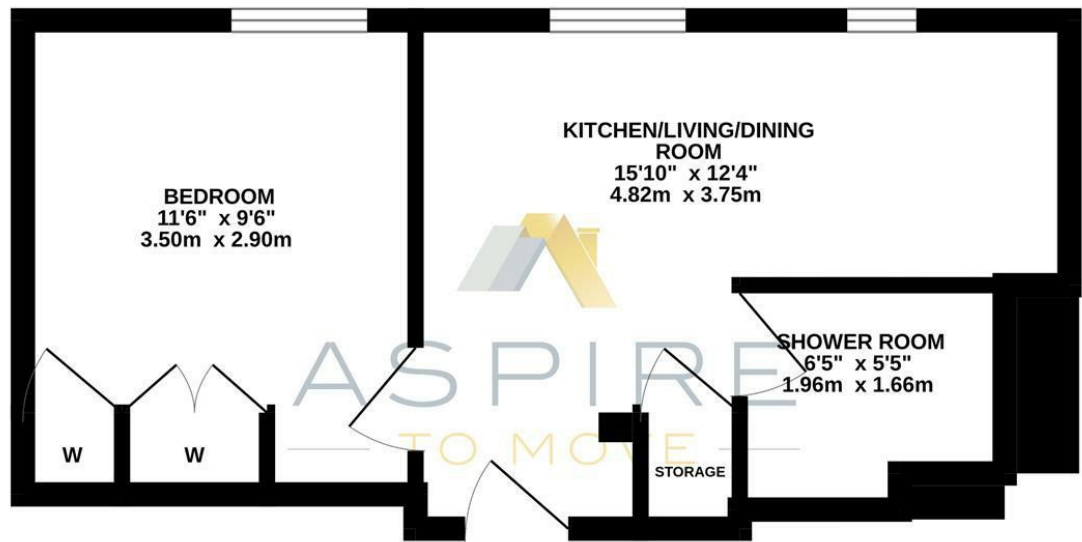 KITCHEN/LIVING/DINING
ROOM
15'10" x 12'4"
4.82m x 3.75m
BEDROOM
11'6" x 9'6"
3.50m x 2.90m
ASPIRE
TO MOVE
SHOWER ROOM
6'5" x 5'5"
1.96m x 1.66m
W
W
STORAGE